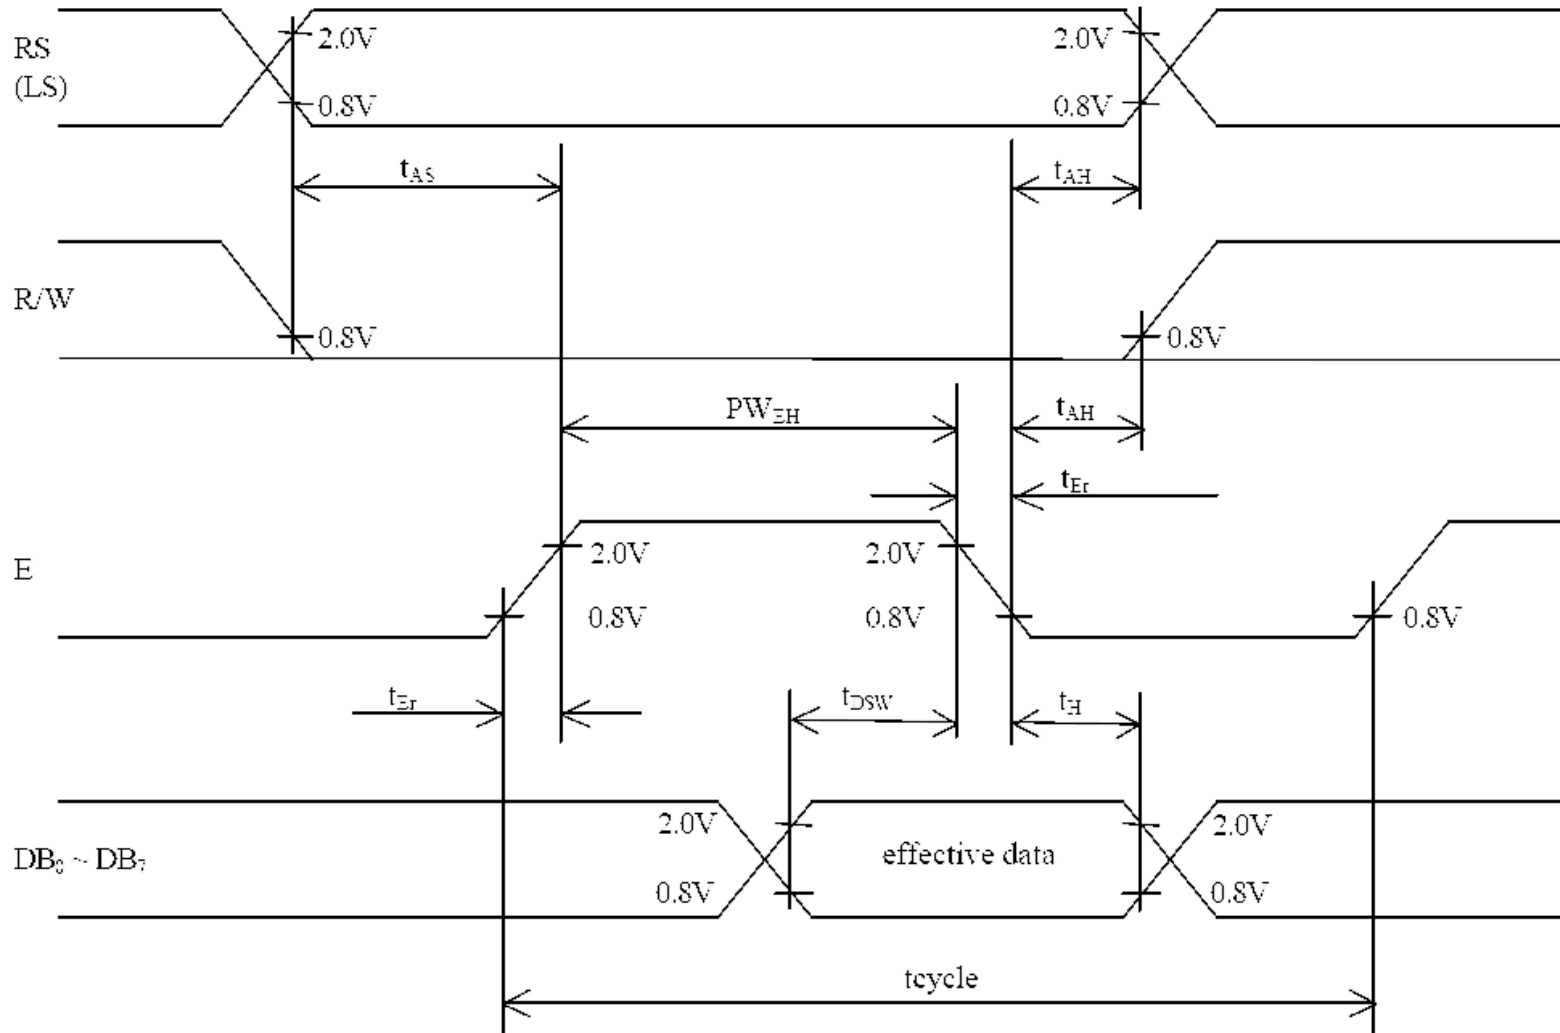 RS
(LS)
2.0V
2.0V
0.8V
0.8V
tAS
tAH
R/W
0.8V
0.8V
PWEH
tAH
tEr
E
2.0V
2.0V
0.8V
0.8V
0.8V
tEr
tDSW
tH
2.0V
2.0V
DB0 ~ DB7
effective data
0.8V
0.8V
tcycle